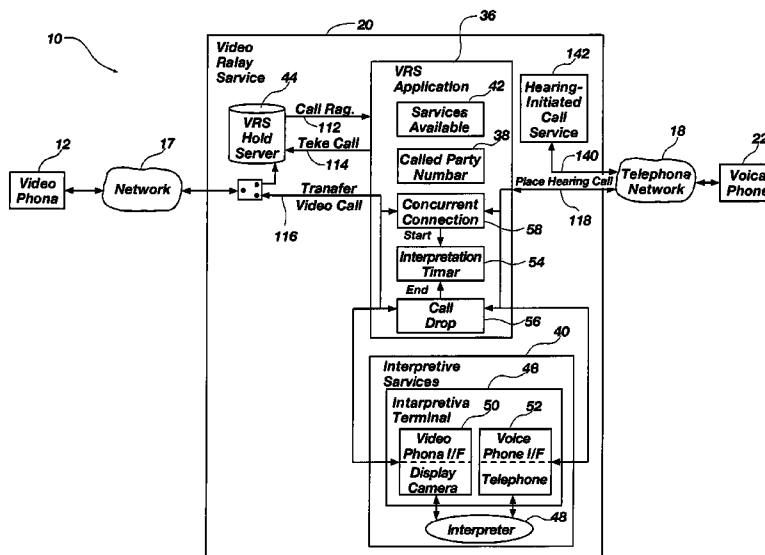 10
20
Video
Ralay
Service
44
VRS
Hold
Server
Call Rag.
112
Teke Call
114
12
Video
Phona
17
Network
Tranafer
Video Call
116
36
VRS
Application
42
Sarvices
Available
38
Called Party
Numbar
Concurrent
Connection
58
Start
Interpretation
Timar
54
End
Call
Drop
56
142
Hearing-
Initiated Call
Service
140
18
Telephona
Network
Place Hearing Call
118
22
Voica
Phone
40
Interpretive
Sarvices
46
Intarpretiva
Terminal
50
52
Video
Phona I/F
Display
Camera
Voice
Phone I/F
Telephone
Interpreter
48